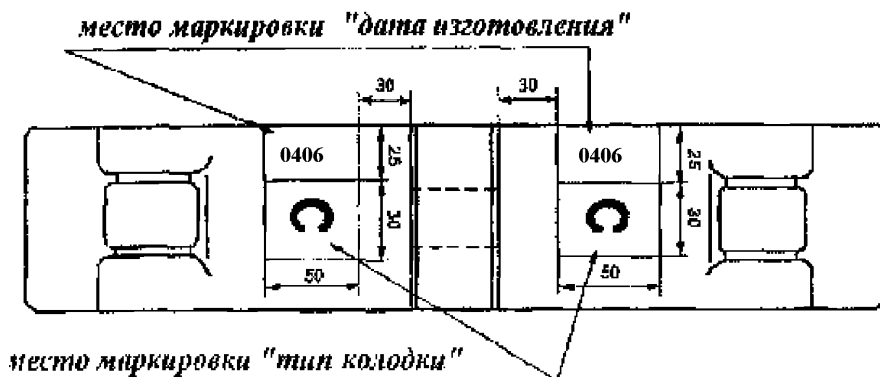 место маркировки "дата изготовления"
30 30
0406 25 0406 25
C 30 C 30
50 50
место маркировки "тип колодки"